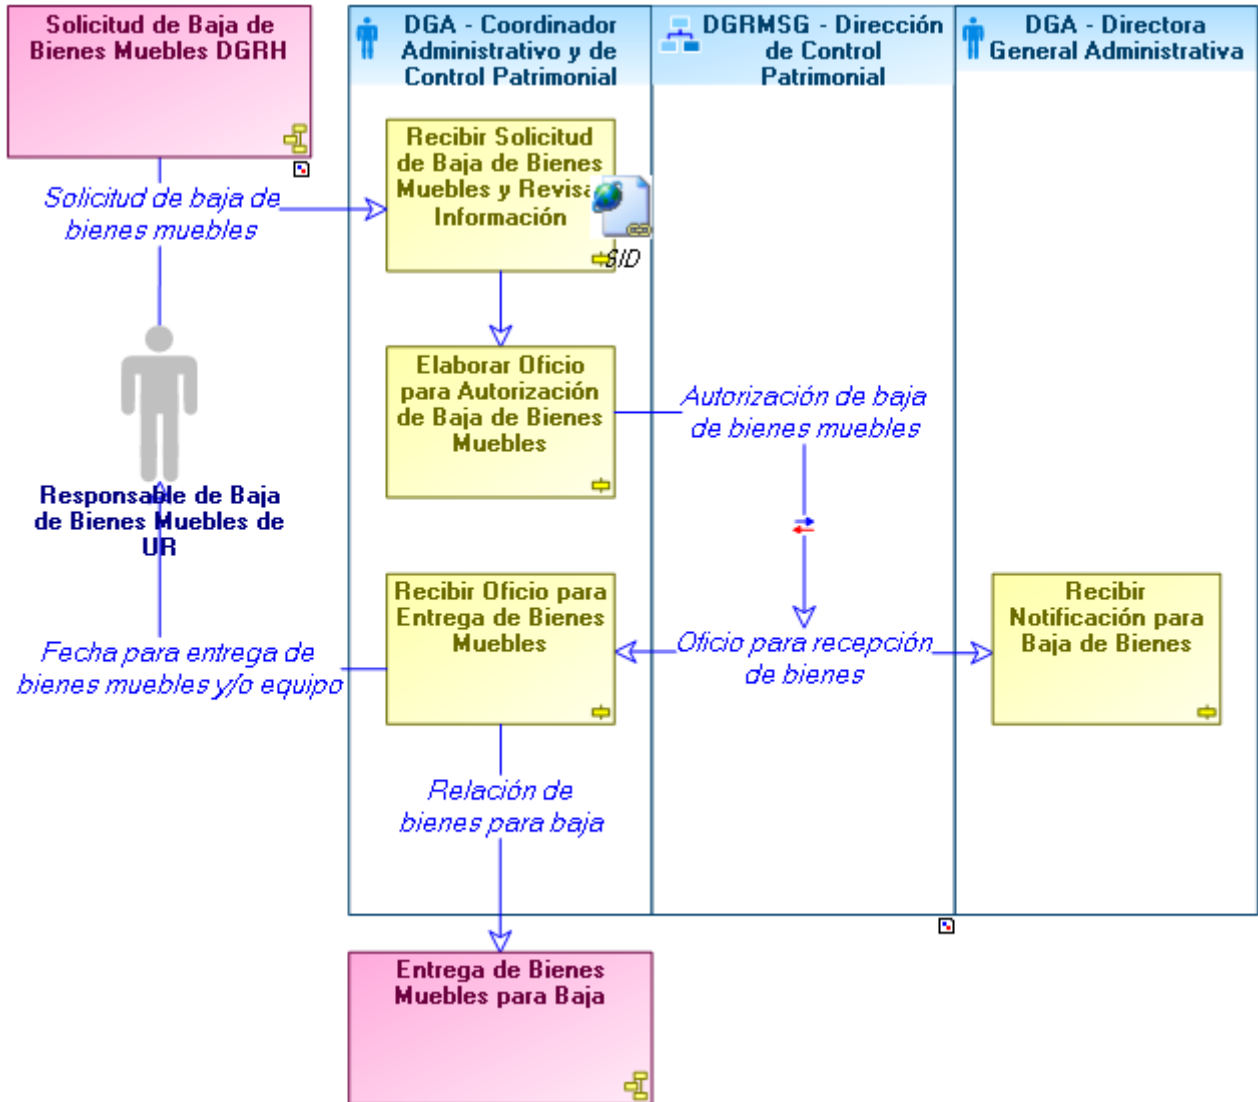 Solicitud de Baja de
Bienes Muebles DGRH
DGA - Coordinador
Administrativo y de
Control Patrimonial
DGRMSG - Dirección
de Control
Patrimonial
DGA - Directora
General Administrativa
Recibir Solicitud
de Baja de Bienes
Muebles y Revisa
Información
SID
Solicitud de baja de
bienes muebles
Elaborar Oficio
para Autorización
de Baja de Bienes
Muebles
Autorización de baja
de bienes muebles
Responsable de Baja
de Bienes Muebles de
UR
Recibir Oficio para
Entrega de Bienes
Muebles
Oficio para recepción
de bienes
Recibir
Notificación para
Baja de Bienes
Fecha para entrega de
bienes muebles y/o equipo
Relación de
bienes para baja
Entrega de Bienes
Muebles para Baja